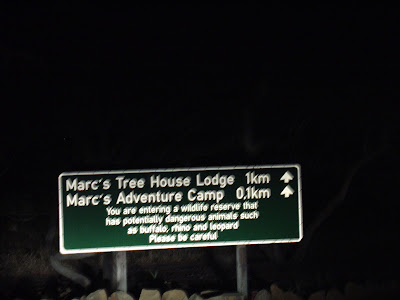 Marc's Tree House Lodge 1km ↑
Marc's Adventure Camp 0,1km ↑
You are entering a wildlife reserve that
has potentially dangerous animals such
as buffalo, rhino and leopard
Please be careful